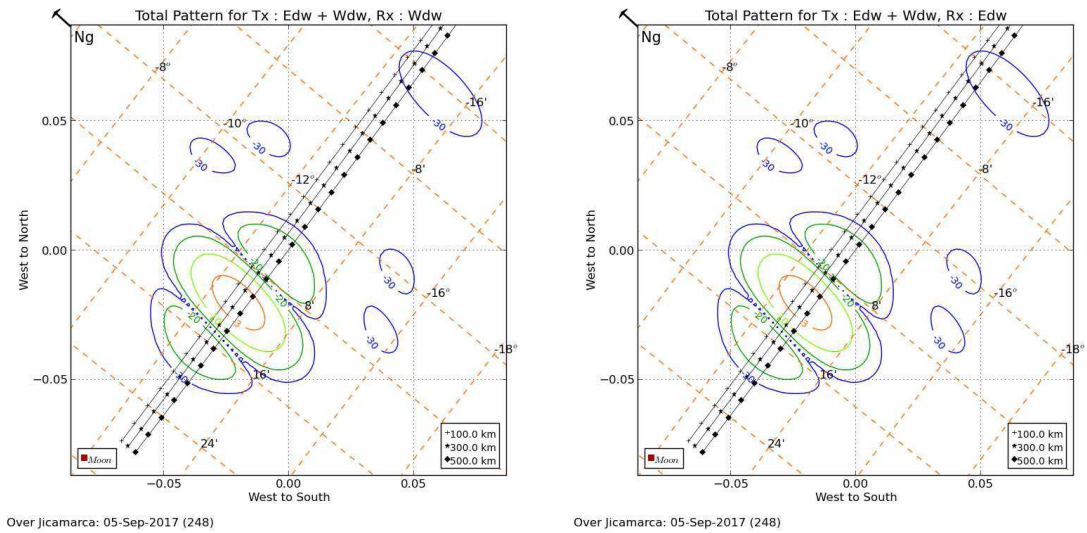 Total Pattern for Tx : Edw + Wdw, Rx : Wdw
Ng
-8°
-10°
-12°
-16'
-8'
-16°
-18°
8'
16'
24'
-30
-30
-30
-30
-30
-20
-20
-20
-30
3
0.05
0.00
−0.05
West to North
−0.05
0.00
0.05
West to South
Moon
100.0 km
300.0 km
500.0 km
Over Jicamarca: 05-Sep-2017 (248)
Total Pattern for Tx : Edw + Wdw, Rx : Edw
Ng
-8°
-10°
-12°
-16'
-8'
-16°
-18°
8'
16'
24'
-30
-30
-30
-30
-30
-20
-20
-20
-30
3
0.05
0.00
−0.05
West to North
−0.05
0.00
0.05
West to South
Moon
100.0 km
300.0 km
500.0 km
Over Jicamarca: 05-Sep-2017 (248)